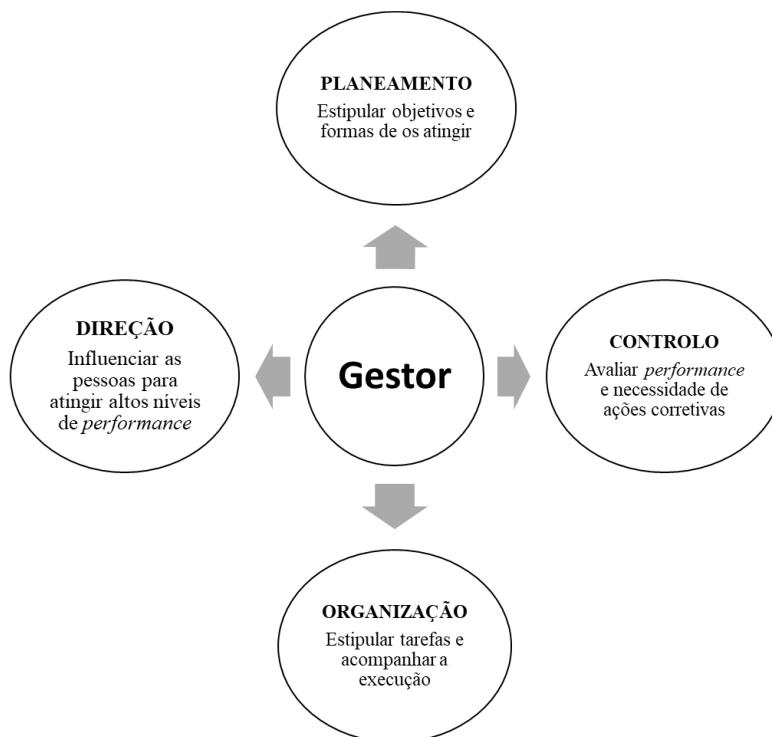 PLANEAMENTO
Estipular objetivos e
formas de os atingir
DIREÇÃO
Influenciar as
pessoas para
atingir altos níveis
de performance
Gestor
CONTROLO
Avaliar performance
e necessidade de
ações corretivas
ORGANIZAÇÃO
Estipular tarefas e
acompanhar a
execução